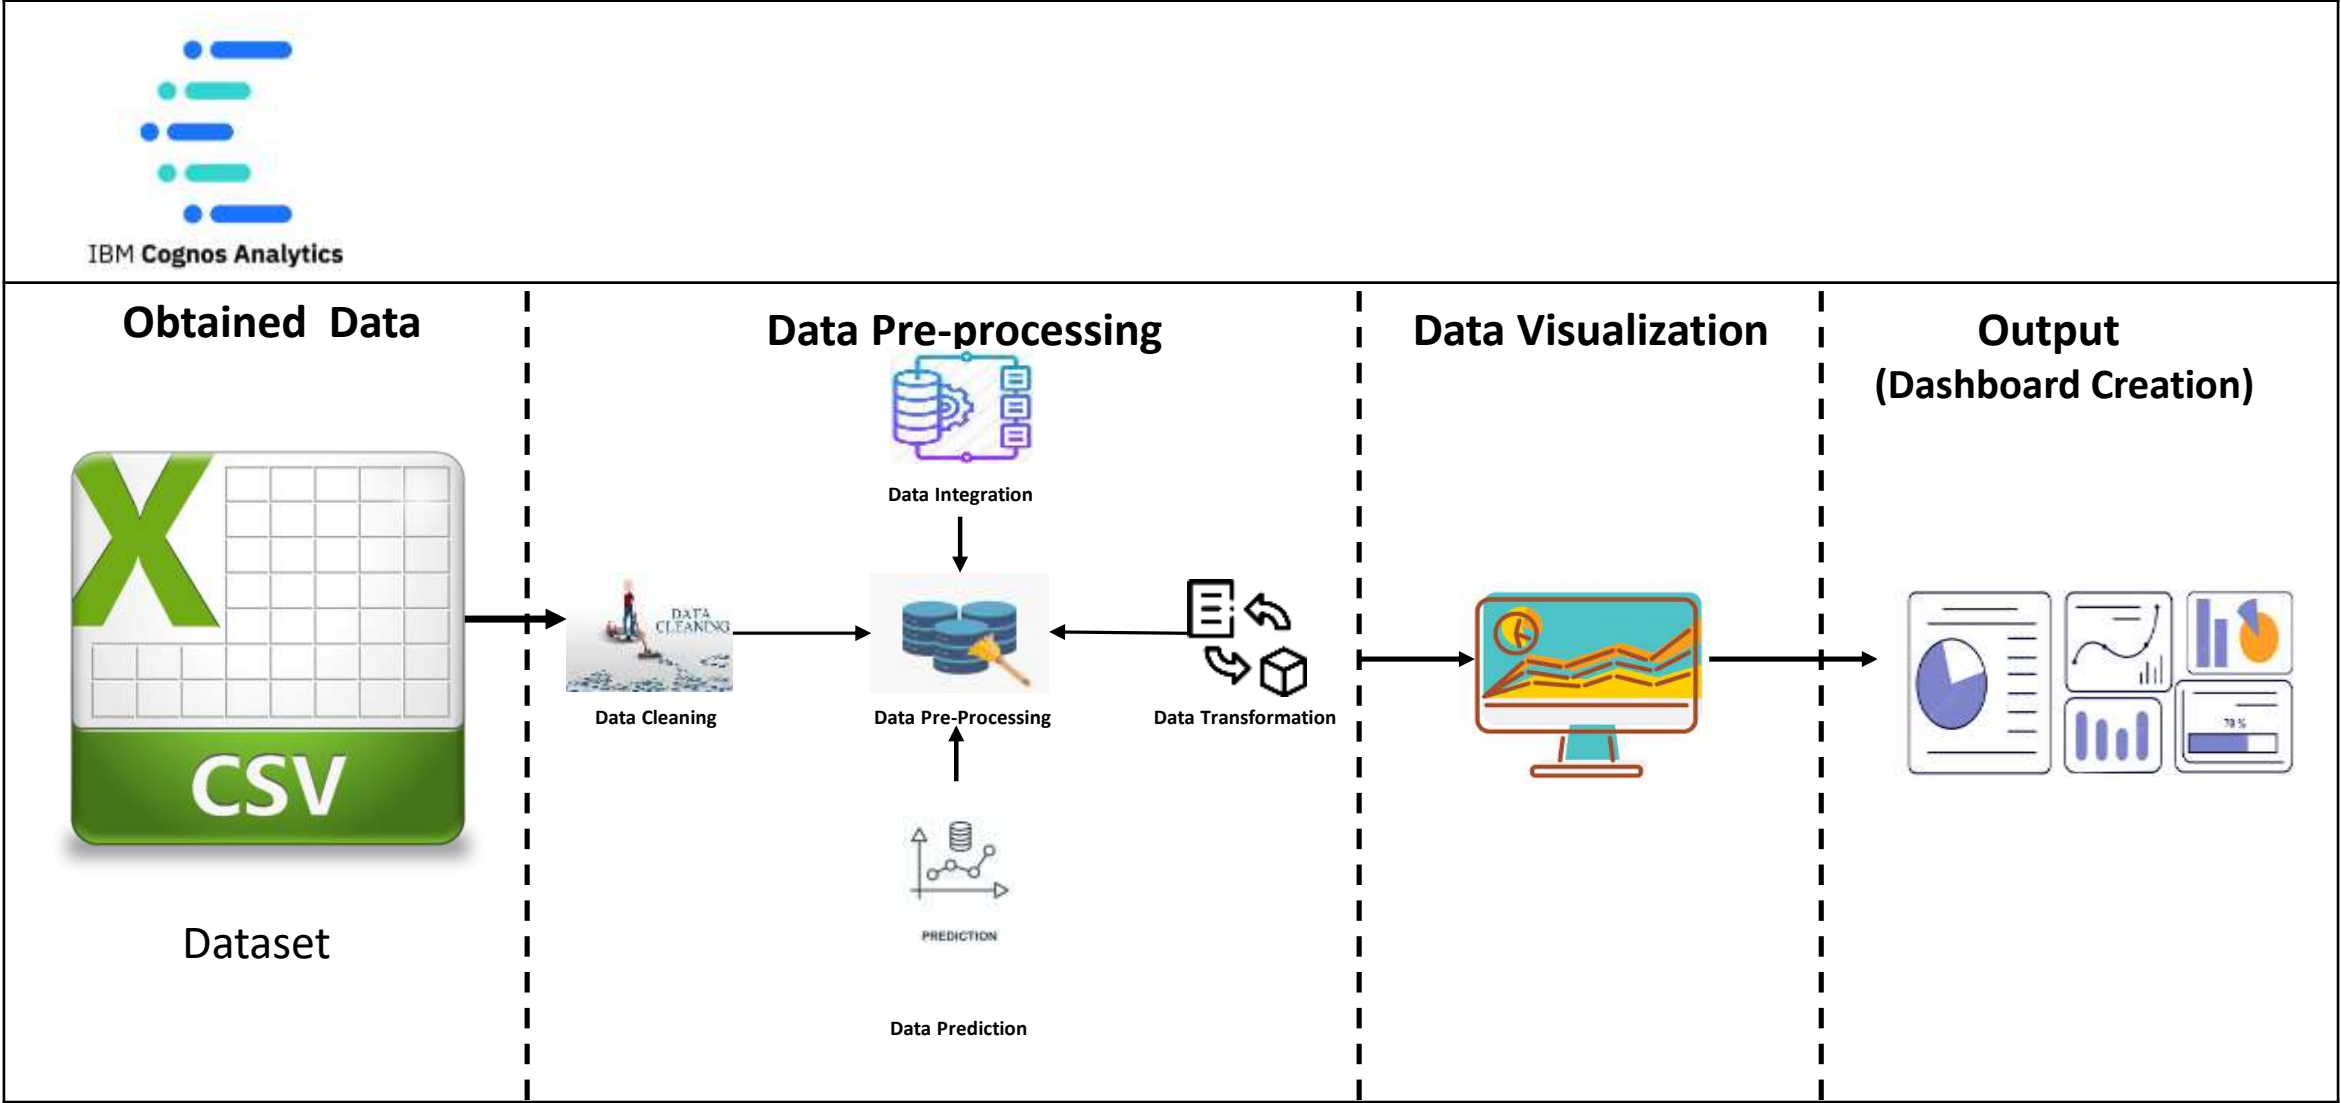 IBM Cognos Analytics
Obtained Data
Data Pre-processing
Data Visualization
Output
(Dashboard Creation)
Data Integration
DATA
CLEANING
Data Cleaning
Data Pre-Processing
Data Transformation
78 %
CSV
PREDICTION
Dataset
Data Prediction